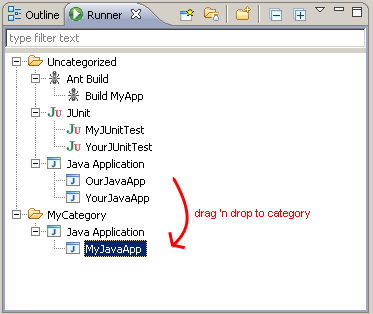 Outline Runner
type filter text
Uncategorized
Ant Build
Build MyApp
JUnit
MyJUnitTest
YourJUnitTest
Java Application
OurJavaApp
YourJavaApp
drag 'n drop to category
MyCategory
Java Application
MyJavaApp